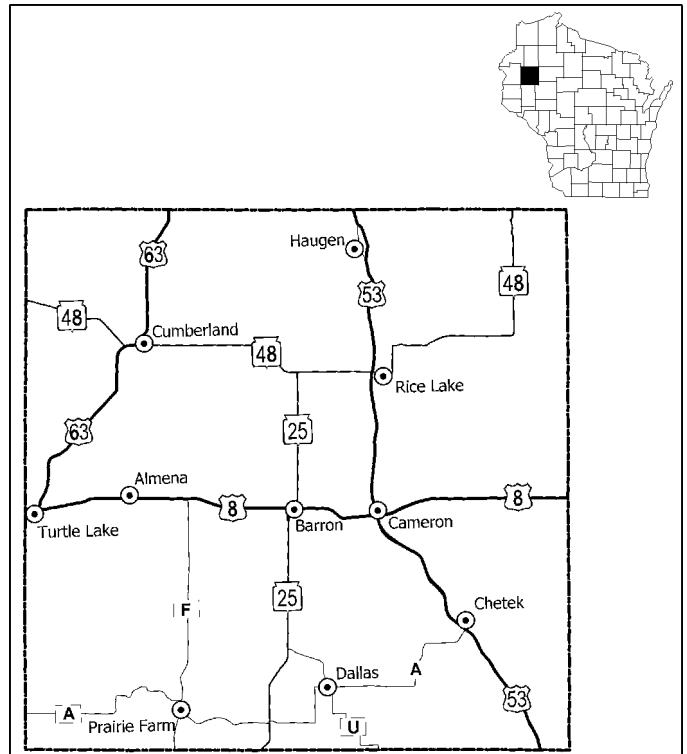 Haugen
63
53
48
48
Cumberland
48
Rice Lake
63
25
Almena
8
8
Turtle Lake
Barron
Cameron
25
F
Chetek
Dallas
A
A
Prairie Farm
U
53